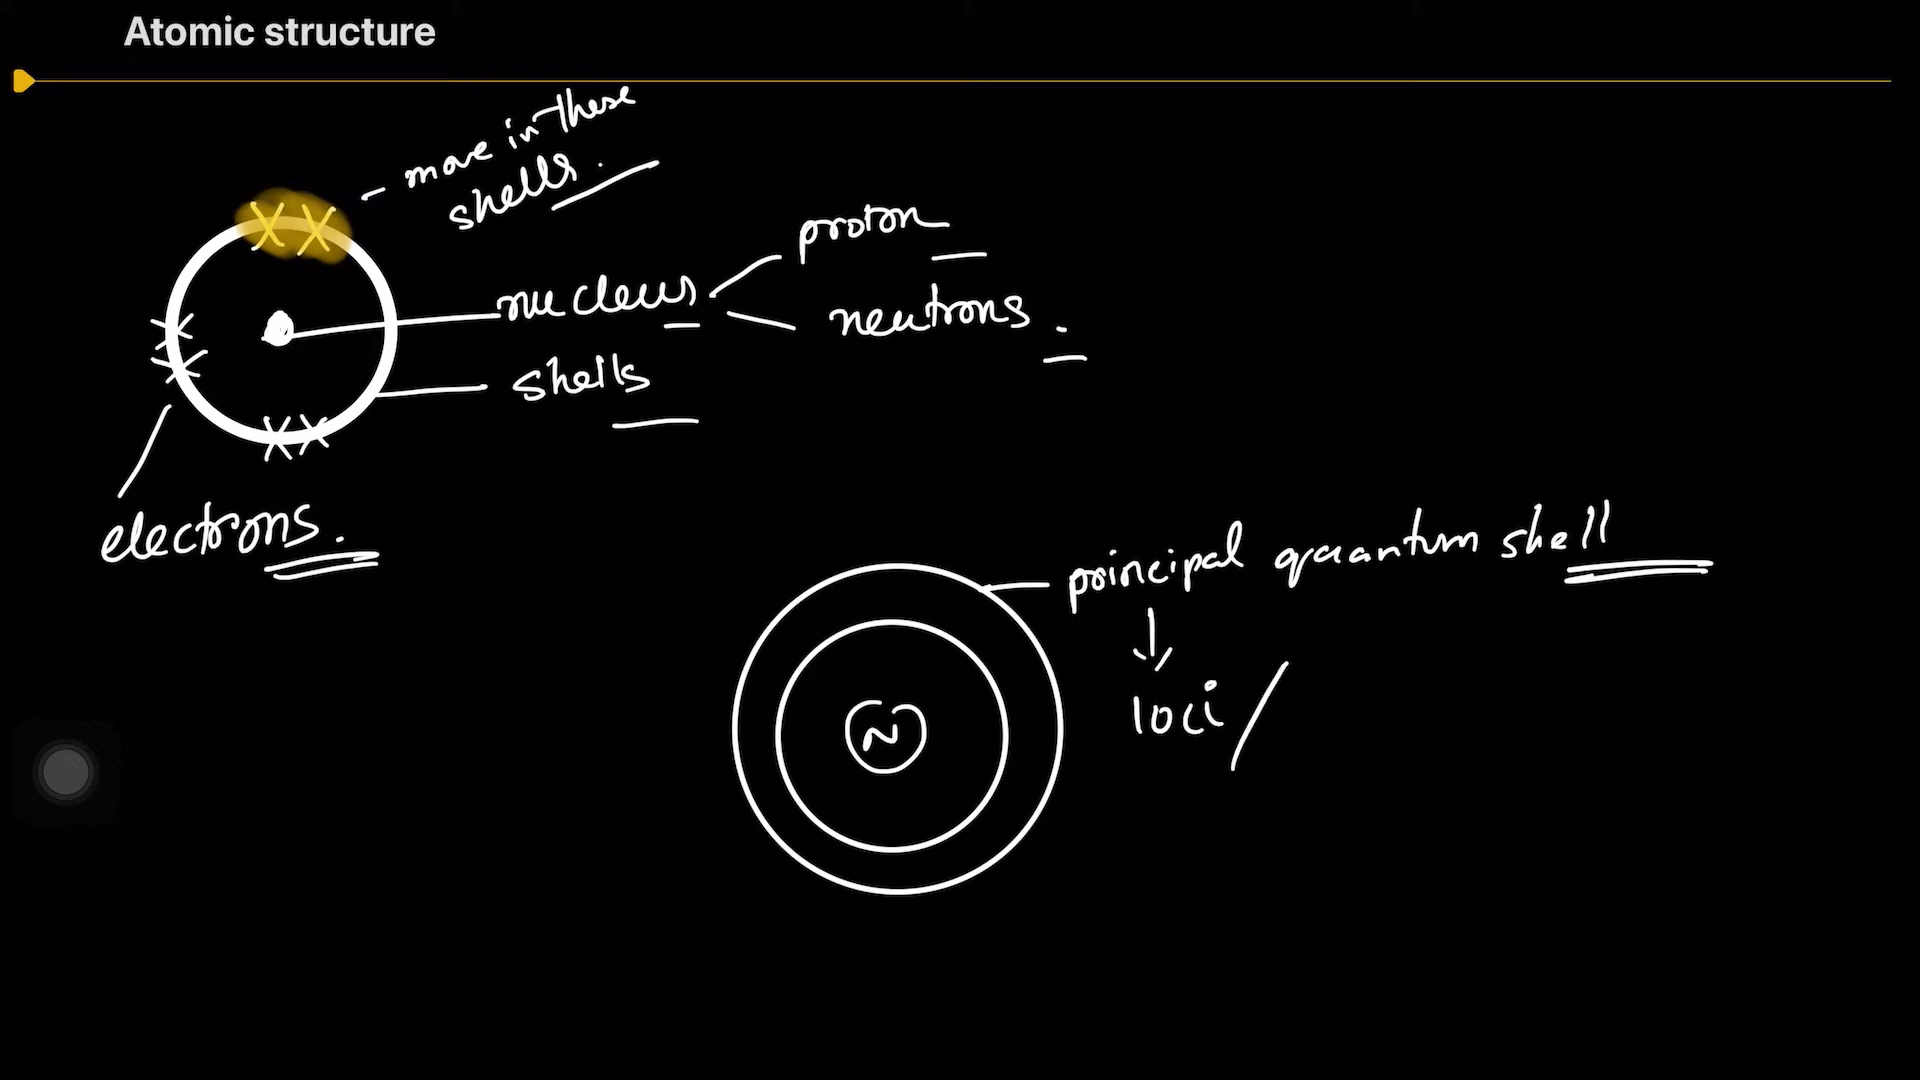 Atomic structure
- move in these
shells.
proton
nucleus
neutrons.
shells
electrons.
principal quantum shell
↓
loci/
N